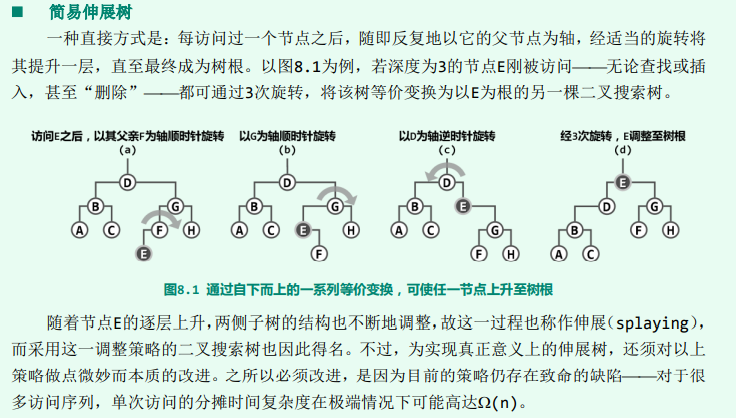 ■ 简易伸展树
一种直接方式是：每访问过一个节点之后，随即反复地以它的父节点为轴，经适当的旋转将
其提升一层，直至最终成为树根。以图8.1为例，若深度为3的节点E刚被访问——无论查找或插
入，甚至“删除”——都可通过3次旋转，将该树等价变换为以E为根的另一棵二叉搜索树。
访问E之后，以其父亲F为轴顺时针旋转
(a)
D
B G
A C F H
E
以G为轴顺时针旋转
(b)
D
B G
A C E H
F
以D为轴逆时针旋转
(c)
D
B E
A C G
F H
经3次旋转，E调整至树根
(d)
E
D G
B F H
A C
图8.1 通过自下而上的一系列等价变换，可使任一节点上升至树根
随着节点E的逐层上升，两侧子树的结构也不断地调整，故这一过程也称作伸展(splaying)，
而采用这一调整策略的二叉搜索树也因此得名。不过，为实现真正意义上的伸展树，还须对以上
策略做点微妙而本质的改进。之所以必须改进，是因为目前的策略仍存在致命的缺陷——对于很
多访问序列，单次访问的分摊时间复杂度在极端情况下可能高达Ω(n)。